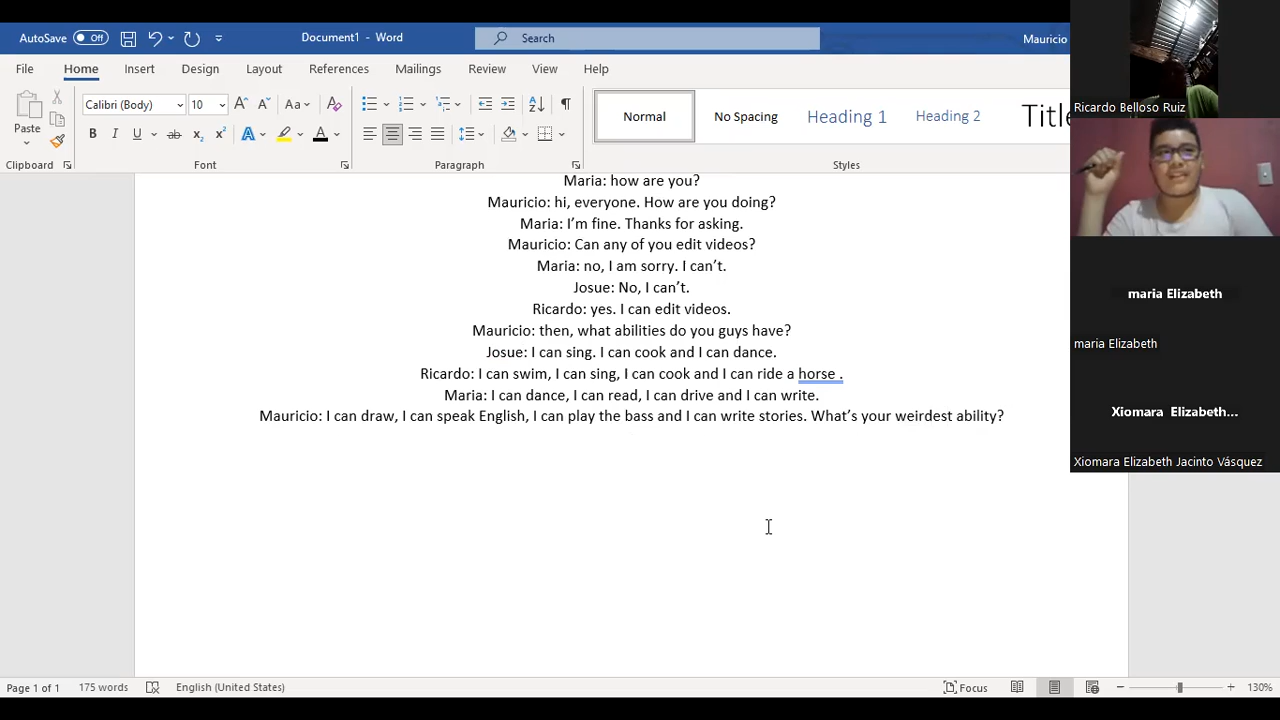 AutoSave Off Document1 - Word Search Mauricio
File Home Insert Design Layout References Mailings Review View Help
Calibri (Body) 10 Aa Normal No Spacing Heading 1 Heading 2 Title
Paste
Clipboard Font Paragraph Styles
Maria: how are you?
Mauricio: hi, everyone. How are you doing?
Maria: I’m fine. Thanks for asking.
Mauricio: Can any of you edit videos?
Maria: no, I am sorry. I can’t.
Josue: No, I can’t.
Ricardo: yes. I can edit videos.
Mauricio: then, what abilities do you guys have?
Josue: I can sing. I can cook and I can dance.
Ricardo: I can swim, I can sing, I can cook and I can ride a horse .
Maria: I can dance, I can read, I can drive and I can write.
Mauricio: I can draw, I can speak English, I can play the bass and I can write stories. What’s your weirdest ability?
Ricardo Belloso Ruiz
maria Elizabeth
maria Elizabeth
Xiomara Elizabeth...
Xiomara Elizabeth Jacinto Vásquez
Page 1 of 1 175 words English (United States) Focus 130%